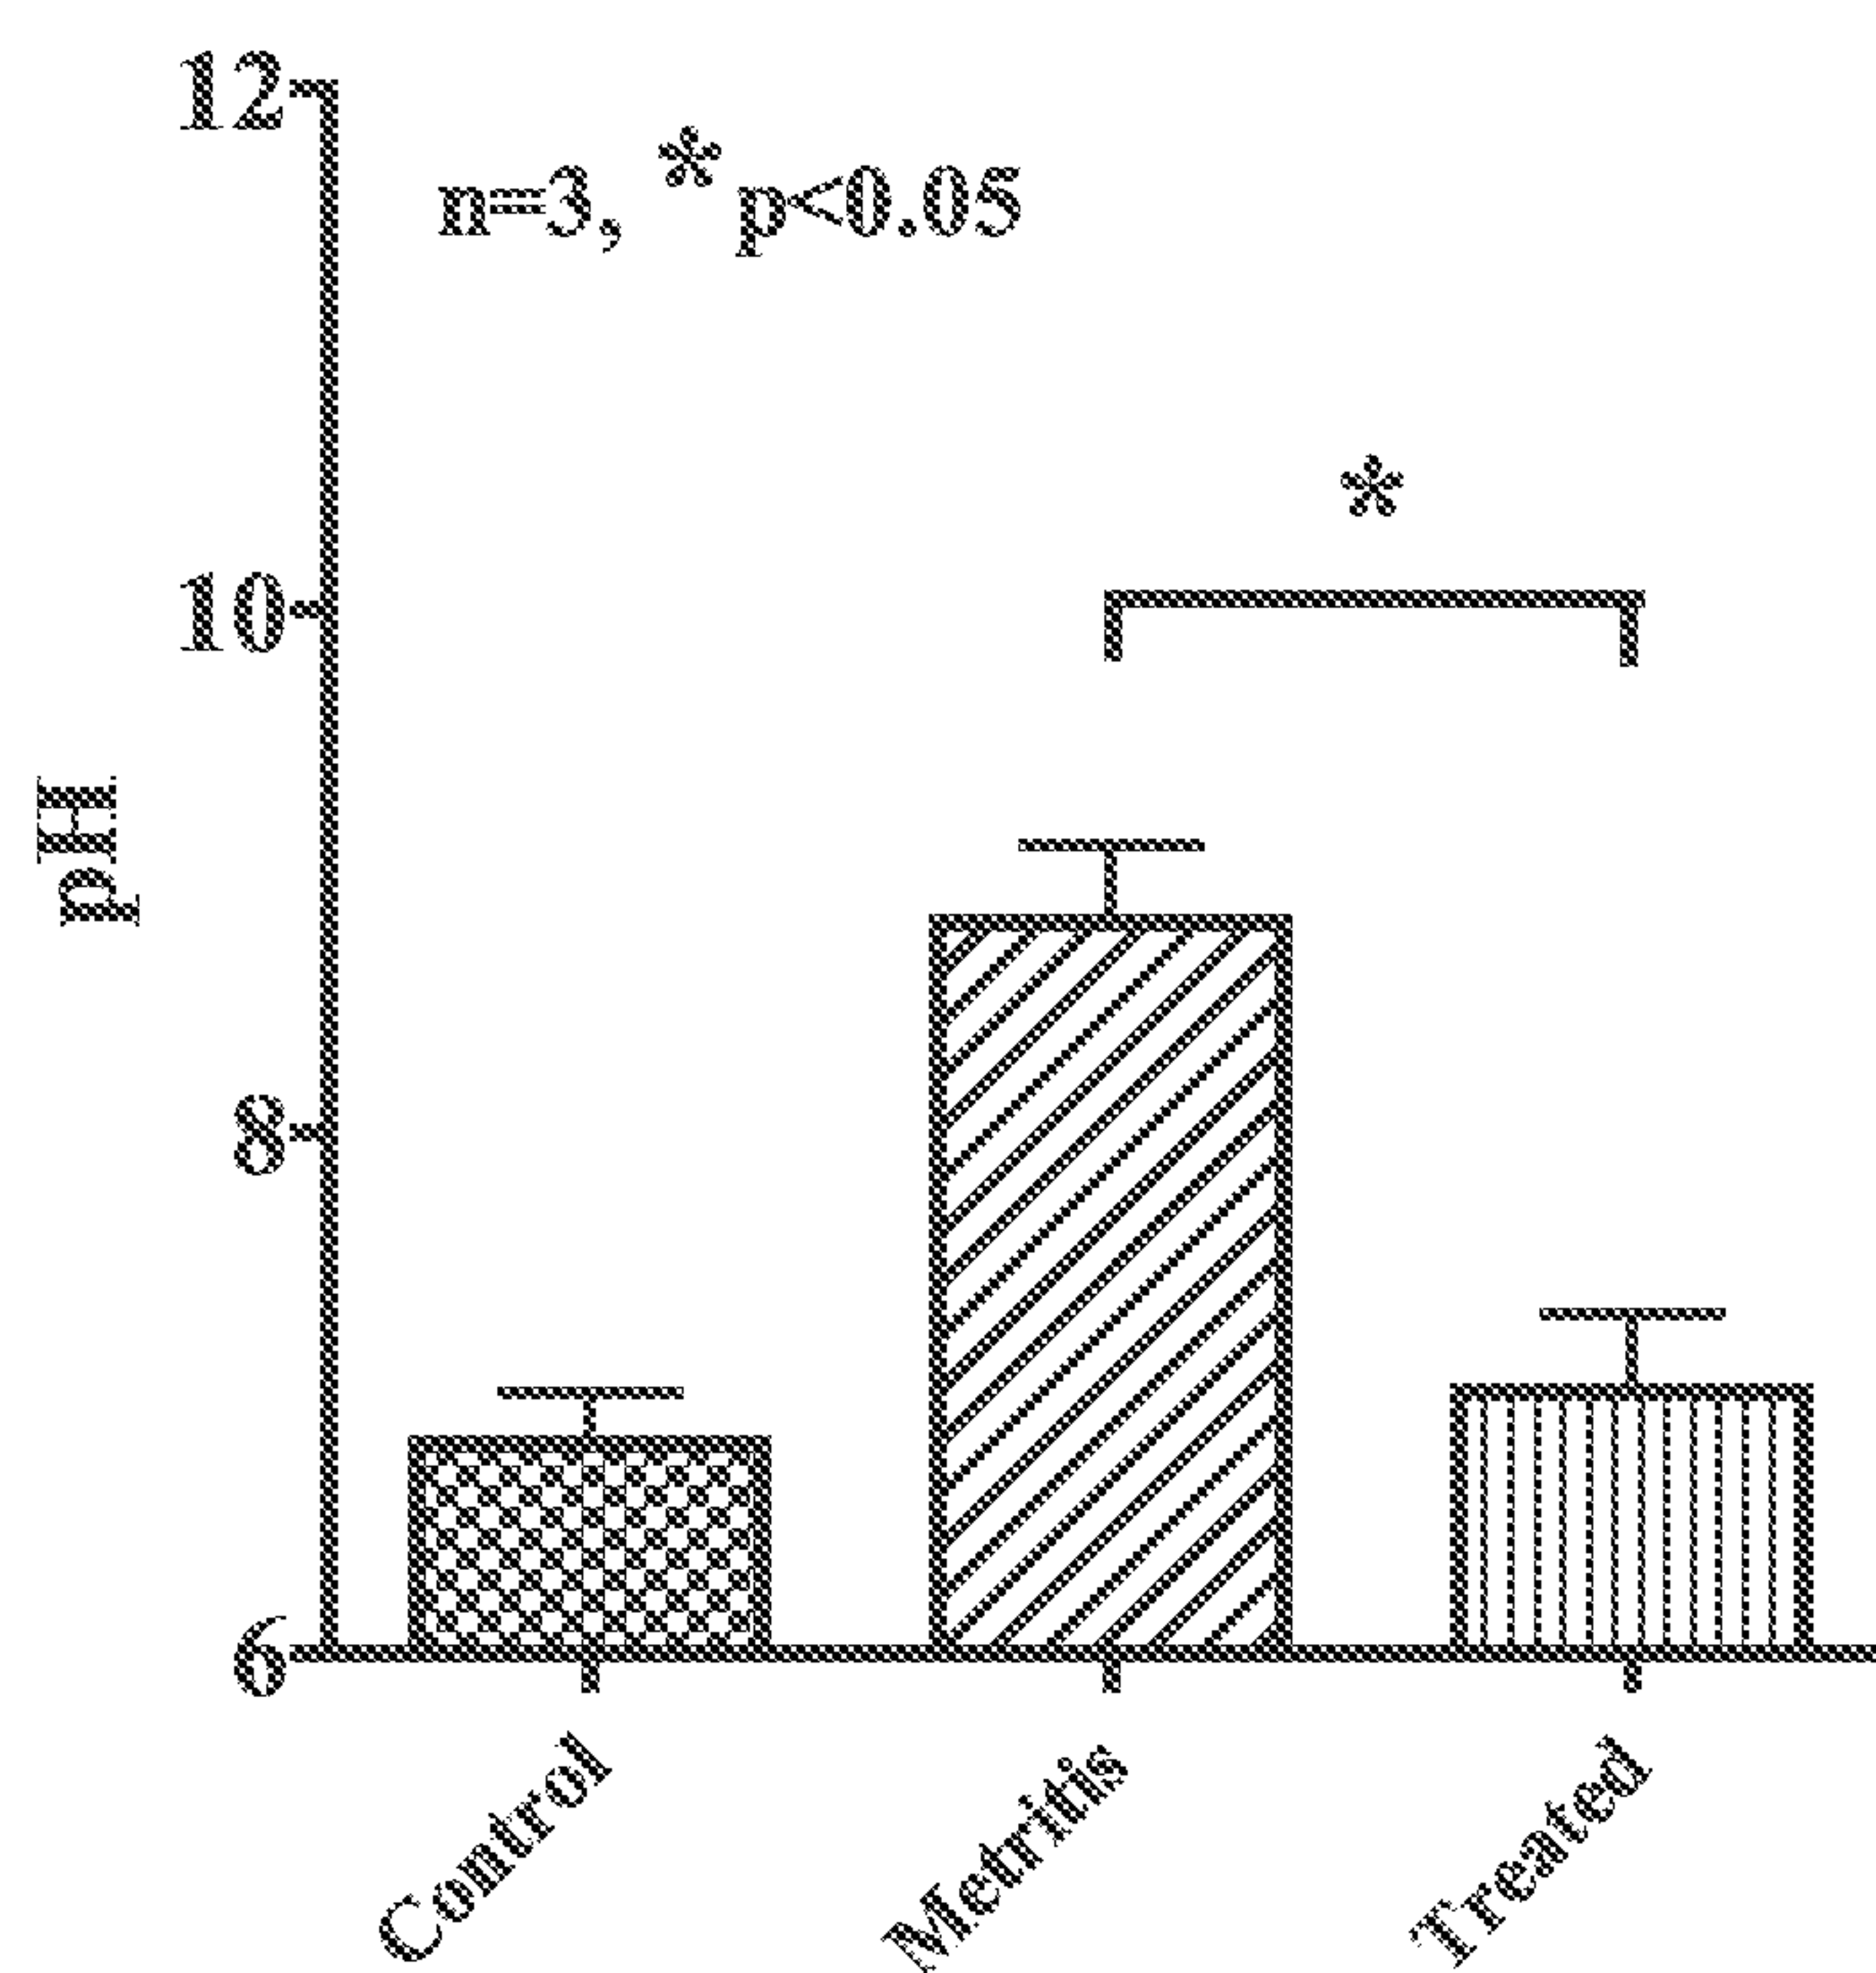 12
n=3, *p<0.05
*
10
pH
8
6
Control
Metritis
Treated